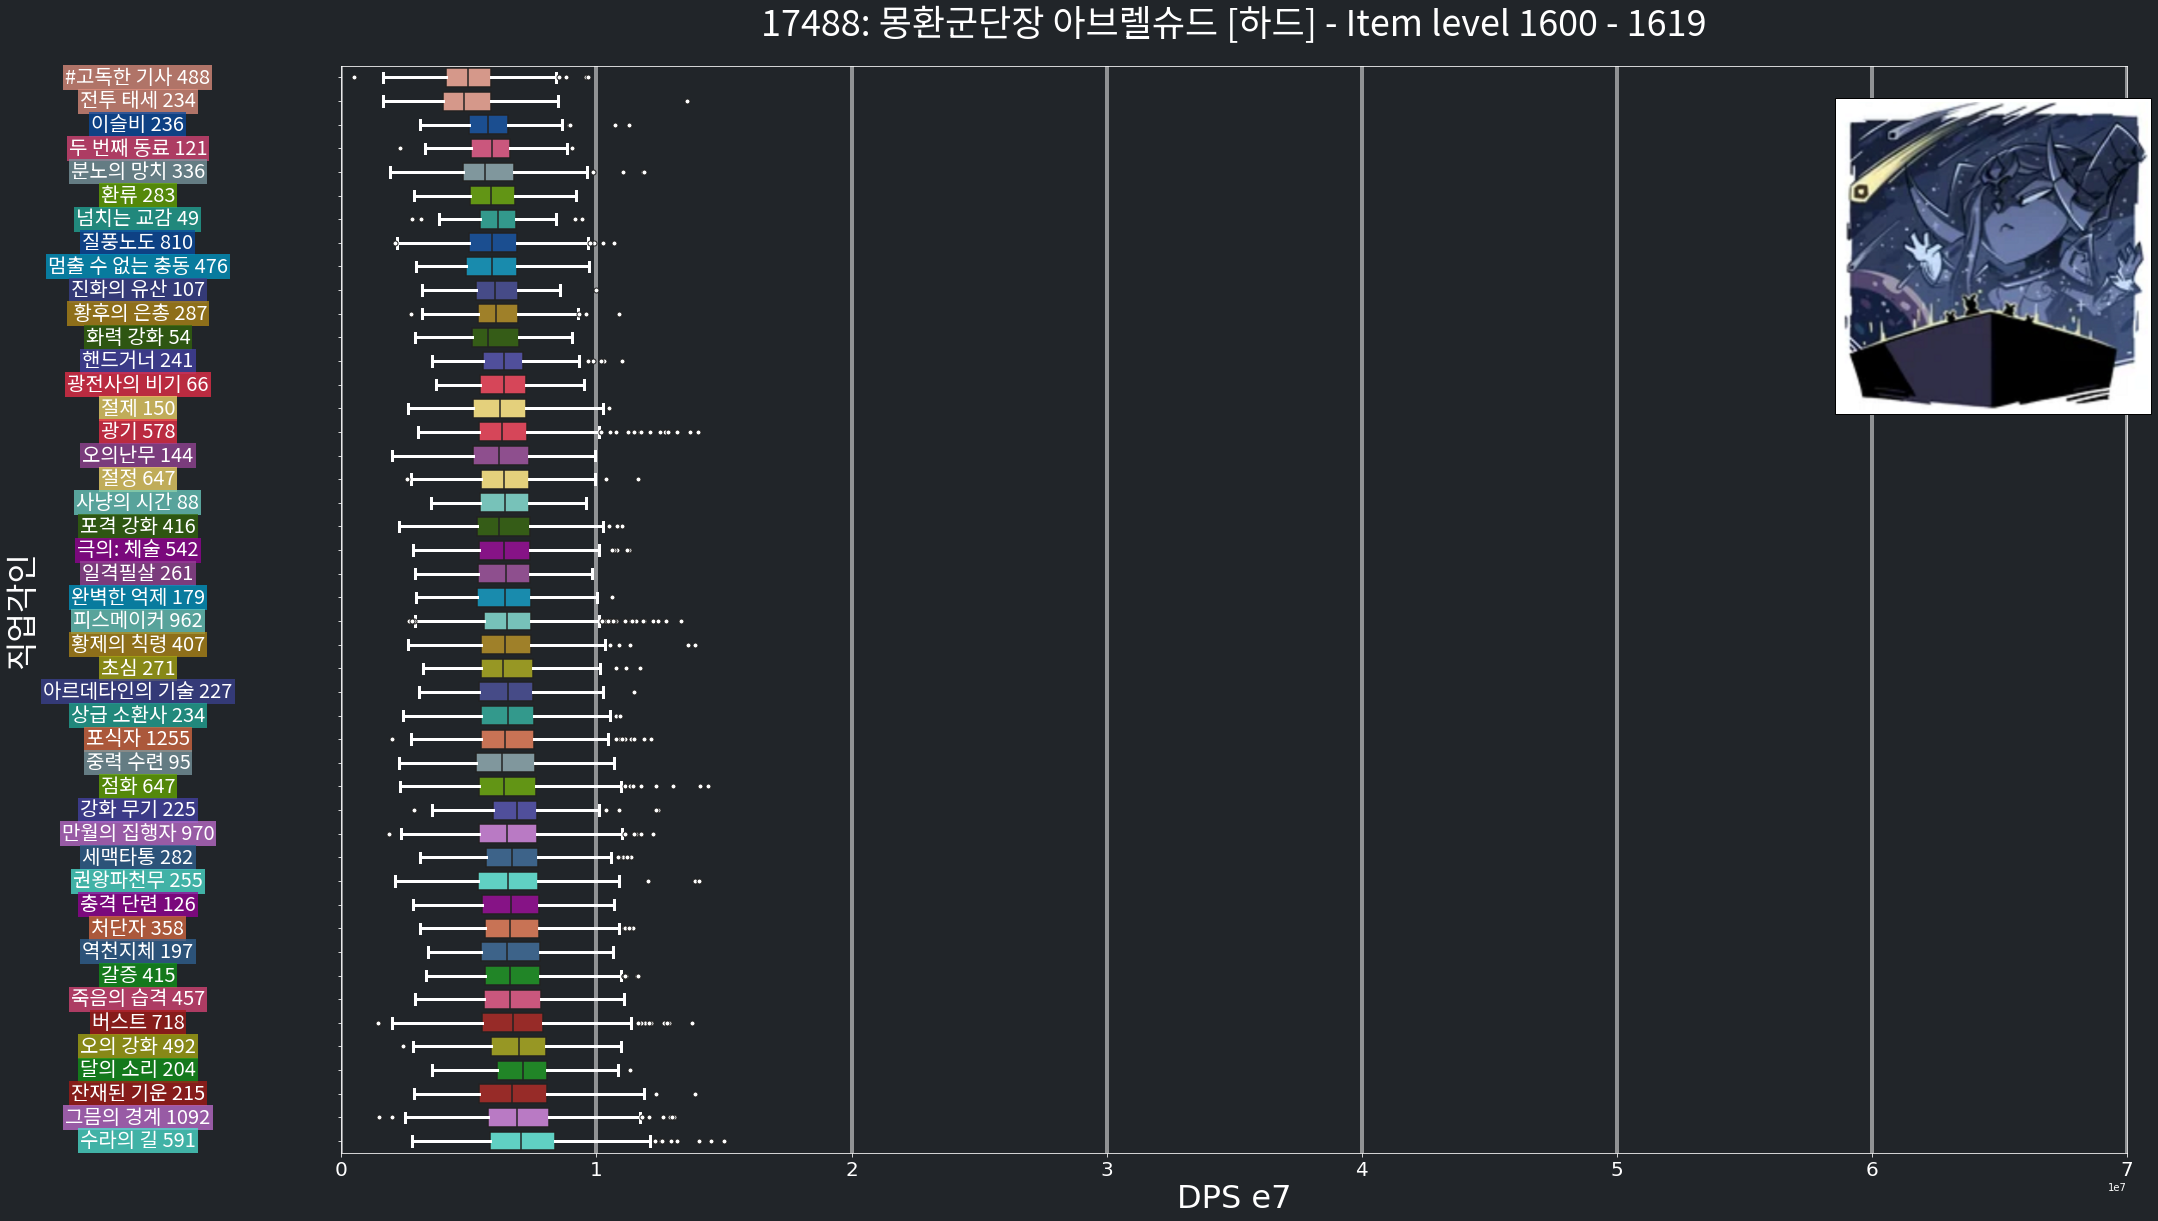 17488: 몽환군단장 아브렐슈드 [하드] - Item level 1600 - 1619
#고독한 기사 488
전투 태세 234
이슬비 236
두 번째 동료 121
분노의 망치 336
환류 283
넘치는 교감 49
질풍노도 810
멈출 수 없는 충동 476
진화의 유산 107
황후의 은총 287
화력 강화 54
핸드거너 241
광전사의 비기 66
절제 150
광기 578
오의난무 144
절정 647
사냥의 시간 88
포격 강화 416
극의: 체술 542
일격필살 261
완벽한 억제 179
피스메이커 962
황제의 칙령 407
초심 271
아르데타인의 기술 227
상급 소환사 234
포식자 1255
중력 수련 95
점화 647
강화 무기 225
만월의 집행자 970
세맥타통 282
권왕파천무 255
충격 단련 126
처단자 358
역천지체 197
갈증 415
죽음의 습격 457
버스트 718
오의 강화 492
달의 소리 204
잔재된 기운 215
그믐의 경계 1092
수라의 길 591
직업각인
0 1 2 3 4 5 6 7
1e7
DPS e7